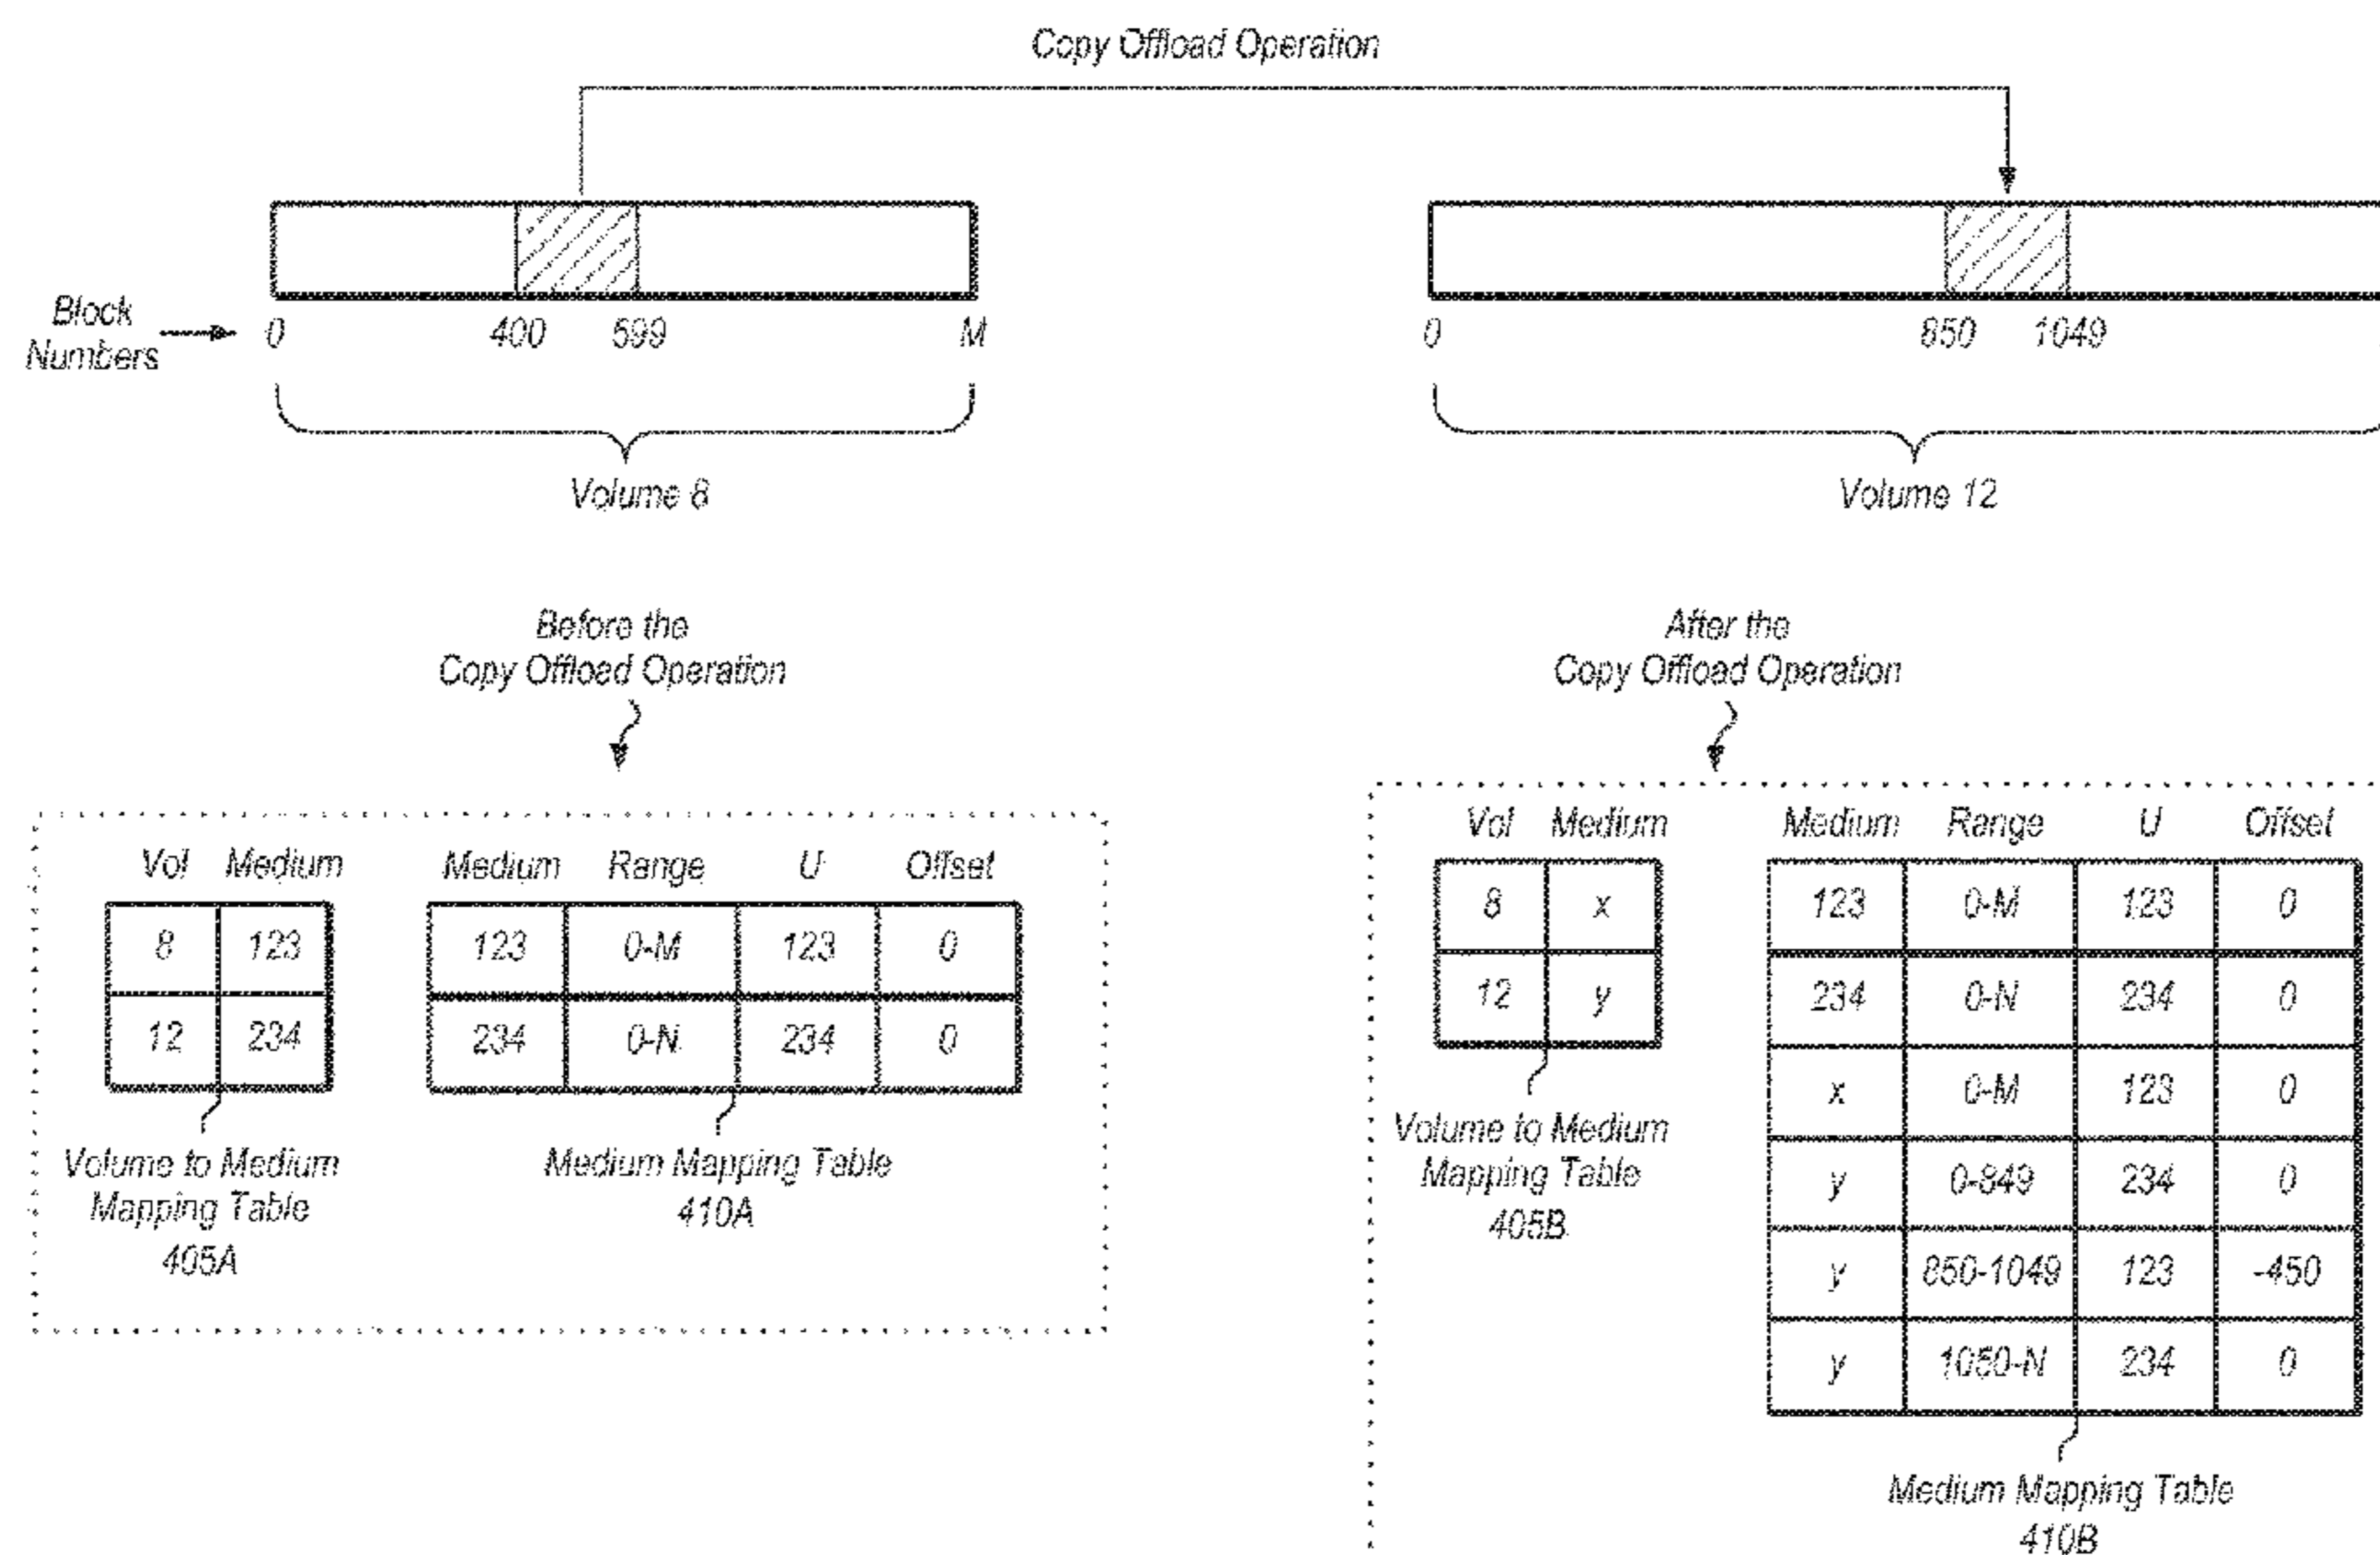 Copy Offload Operation
Block
Numbers
0 400 599 M
0 850 1049
Volume 8
Volume 12
Before the
Copy Offload Operation
After the
Copy Offload Operation
Vol Medium
8 123
12 234
Volume to Medium
Mapping Table
405A
Medium Range U Offset
123 0-M 123 0
234 0-N 234 0
Medium Mapping Table
410A
Vol Medium
8 x
12 y
Volume to Medium
Mapping Table
405B
Medium Range U Offset
123 0-M 123 0
234 0-N 234 0
x 0-M 123 0
y 0-849 234 0
y 850-1049 123 -450
y 1050-N 234 0
Medium Mapping Table
410B